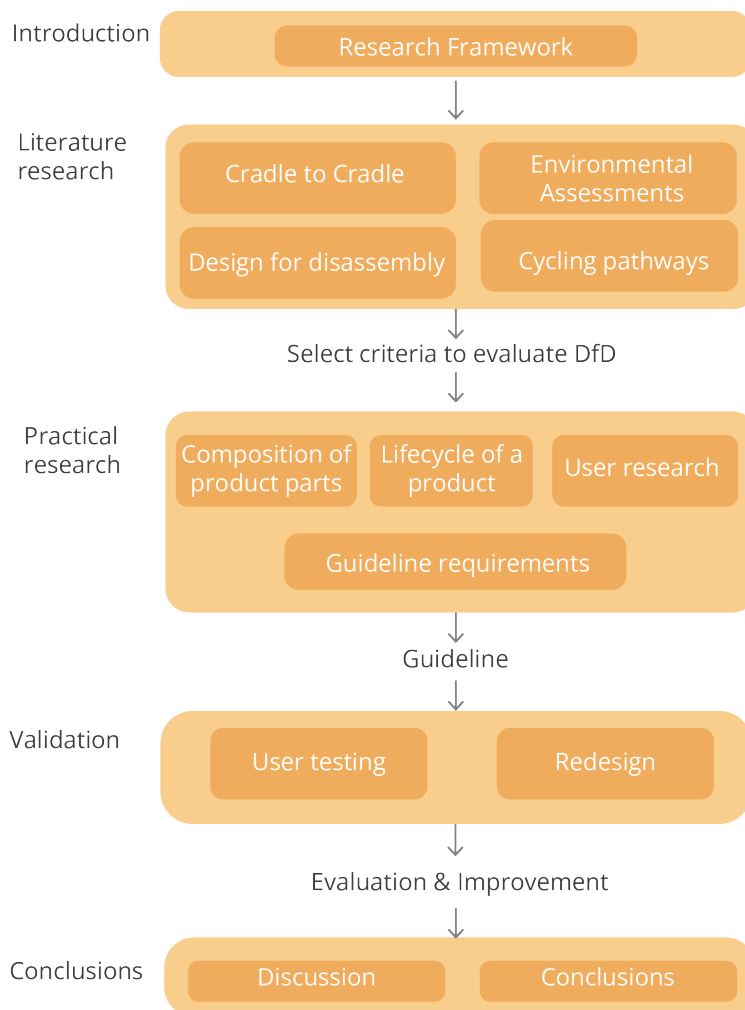 Introduction
Research Framework
Literature
research
Cradle to Cradle
Environmental
Assessments
Design for disassembly
Cycling pathways
Select criteria to evaluate DfD
Practical
research
Composition of
product parts
Lifecycle of a
product
User research
Guideline requirements
Guideline
Validation
User testing
Redesign
Evaluation & Improvement
Conclusions
Discussion
Conclusions